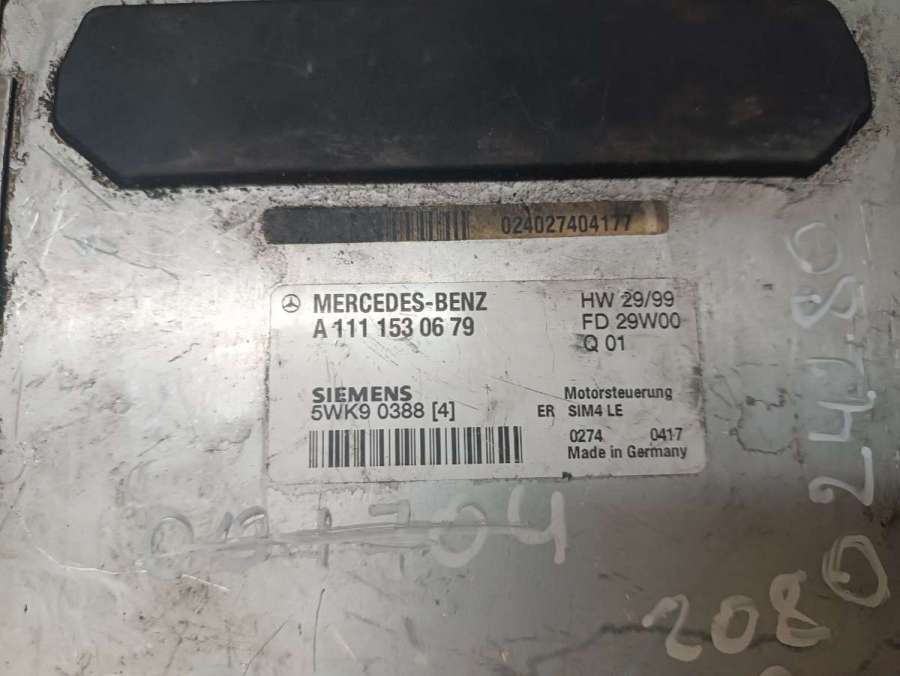 024027404177
MERCEDES-BENZ
A 111 153 06 79
HW 29/99
FD 29W00
Q 01
SIEMENS
5WK9 0388 [4]
Motorsteuerung
ER SIM4 LE
0274 0417
Made in Germany
2080